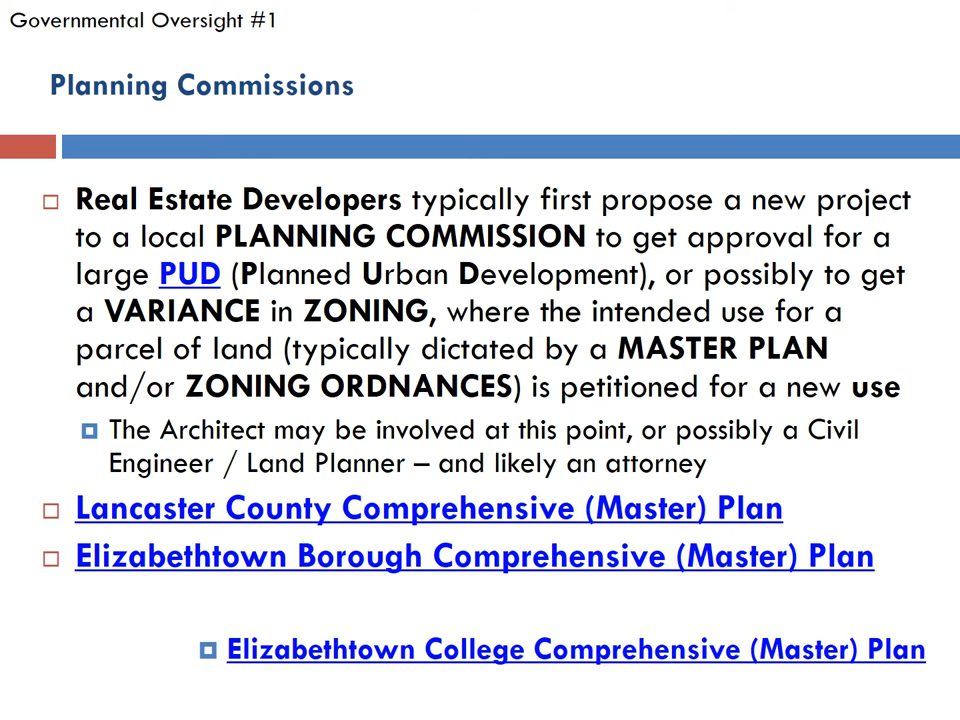 Governmental Oversight #1
Planning Commissions
Real Estate Developers typically first propose a new project
to a local PLANNING COMMISSION to get approval for a
large PUD (Planned Urban Development), or possibly to get
a VARIANCE in ZONING, where the intended use for a
parcel of land (typically dictated by a MASTER PLAN
and/or ZONING ORDNANCES) is petitioned for a new use
The Architect may be involved at this point, or possibly a Civil
Engineer / Land Planner – and likely an attorney
Lancaster County Comprehensive (Master) Plan
Elizabethtown Borough Comprehensive (Master) Plan
Elizabethtown College Comprehensive (Master) Plan